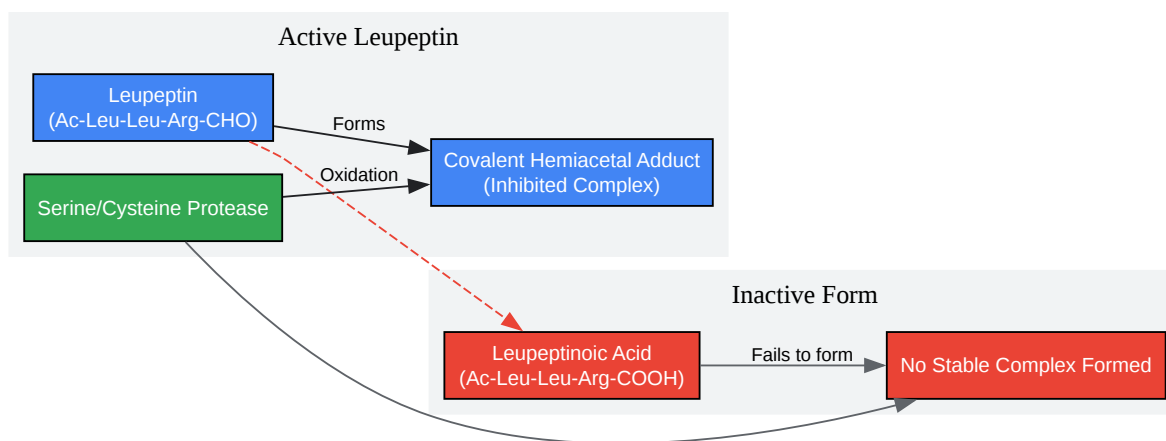 Active Leupeptin
Leupeptin
(Ac-Leu-Leu-Arg-CHO)
Forms
Covalent Hemiacetal Adduct
(Inhibited Complex)
Oxidation
Serine/Cysteine Protease
Inactive Form
Leupeptinoic Acid
(Ac-Leu-Leu-Arg-COOH)
Fails to form
No Stable Complex Formed